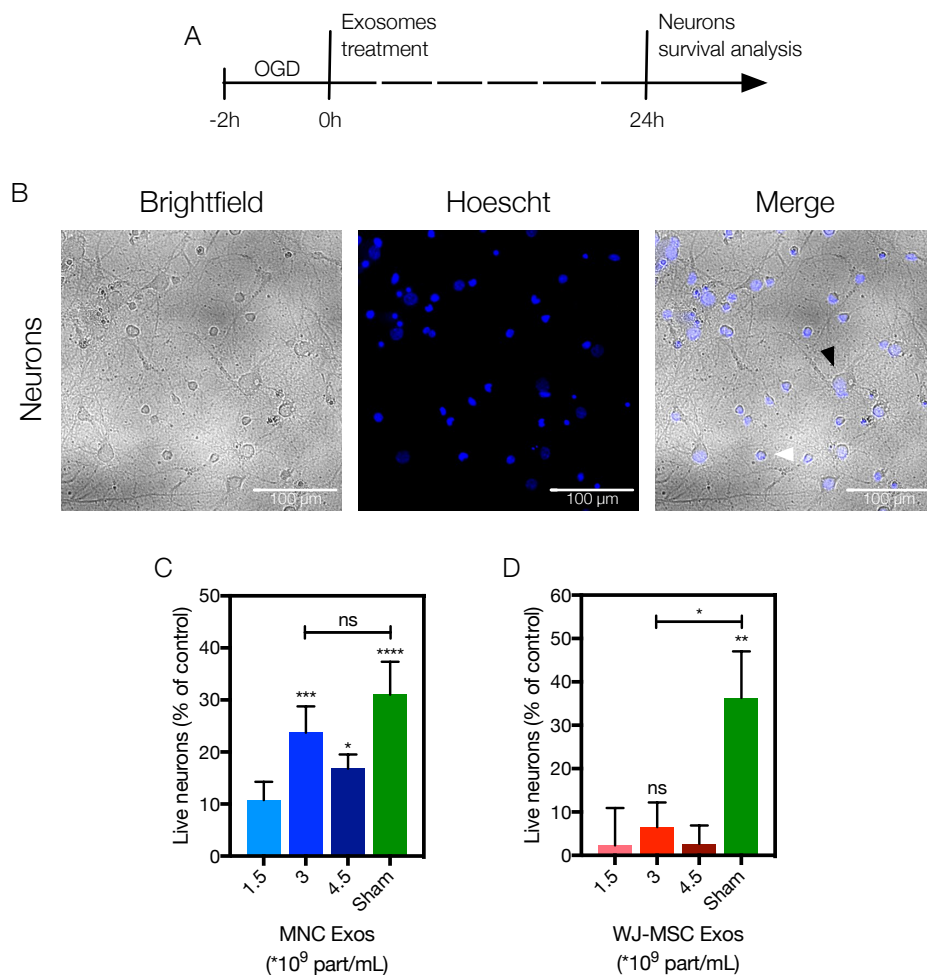 A
Exosomes
treatment
Neurons
survival analysis
OGD
-2h
0h
24h
B
Brightfield
Hoescht
Merge
Neurons
100 µm
100 µm
100 µm
C
Live neurons (% of control)
50
40
30
20
10
0
ns
***
*
****
1.5
3
4.5
Sham
MNC Exos
(*10⁹ part/mL)
D
Live neurons (% of control)
60
50
40
30
20
10
0
*
ns
**
1.5
3
4.5
Sham
WJ-MSC Exos
(*10⁹ part/mL)